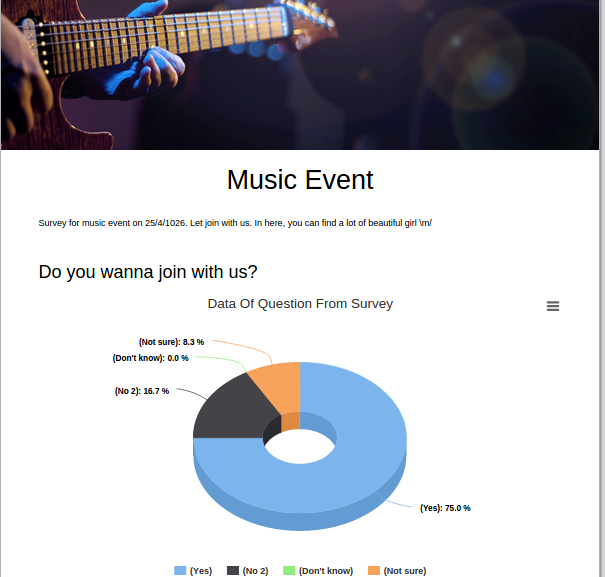 Music Event
Survey for music event on 25/4/1026. Let join with us. In here, you can find a lot of beautiful girl \m/
Do you wanna join with us?
Data Of Question From Survey
(Not sure): 8.3 %
(Don't know): 0.0 %
(No 2): 16.7 %
(Yes): 75.0 %
(Yes) (No 2) (Don't know) (Not sure)